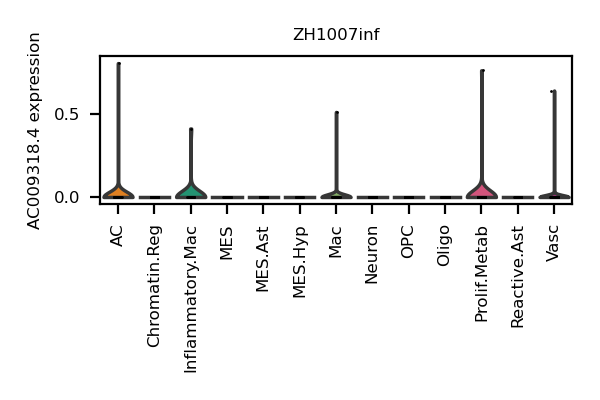 ZH1007inf
AC009318.4 expression
0.5
0.0
AC
Chromatin.Reg
Inflammatory.Mac
MES
MES.Ast
MES.Hyp
Mac
Neuron
OPC
Oligo
Prolif.Metab
Reactive.Ast
Vasc